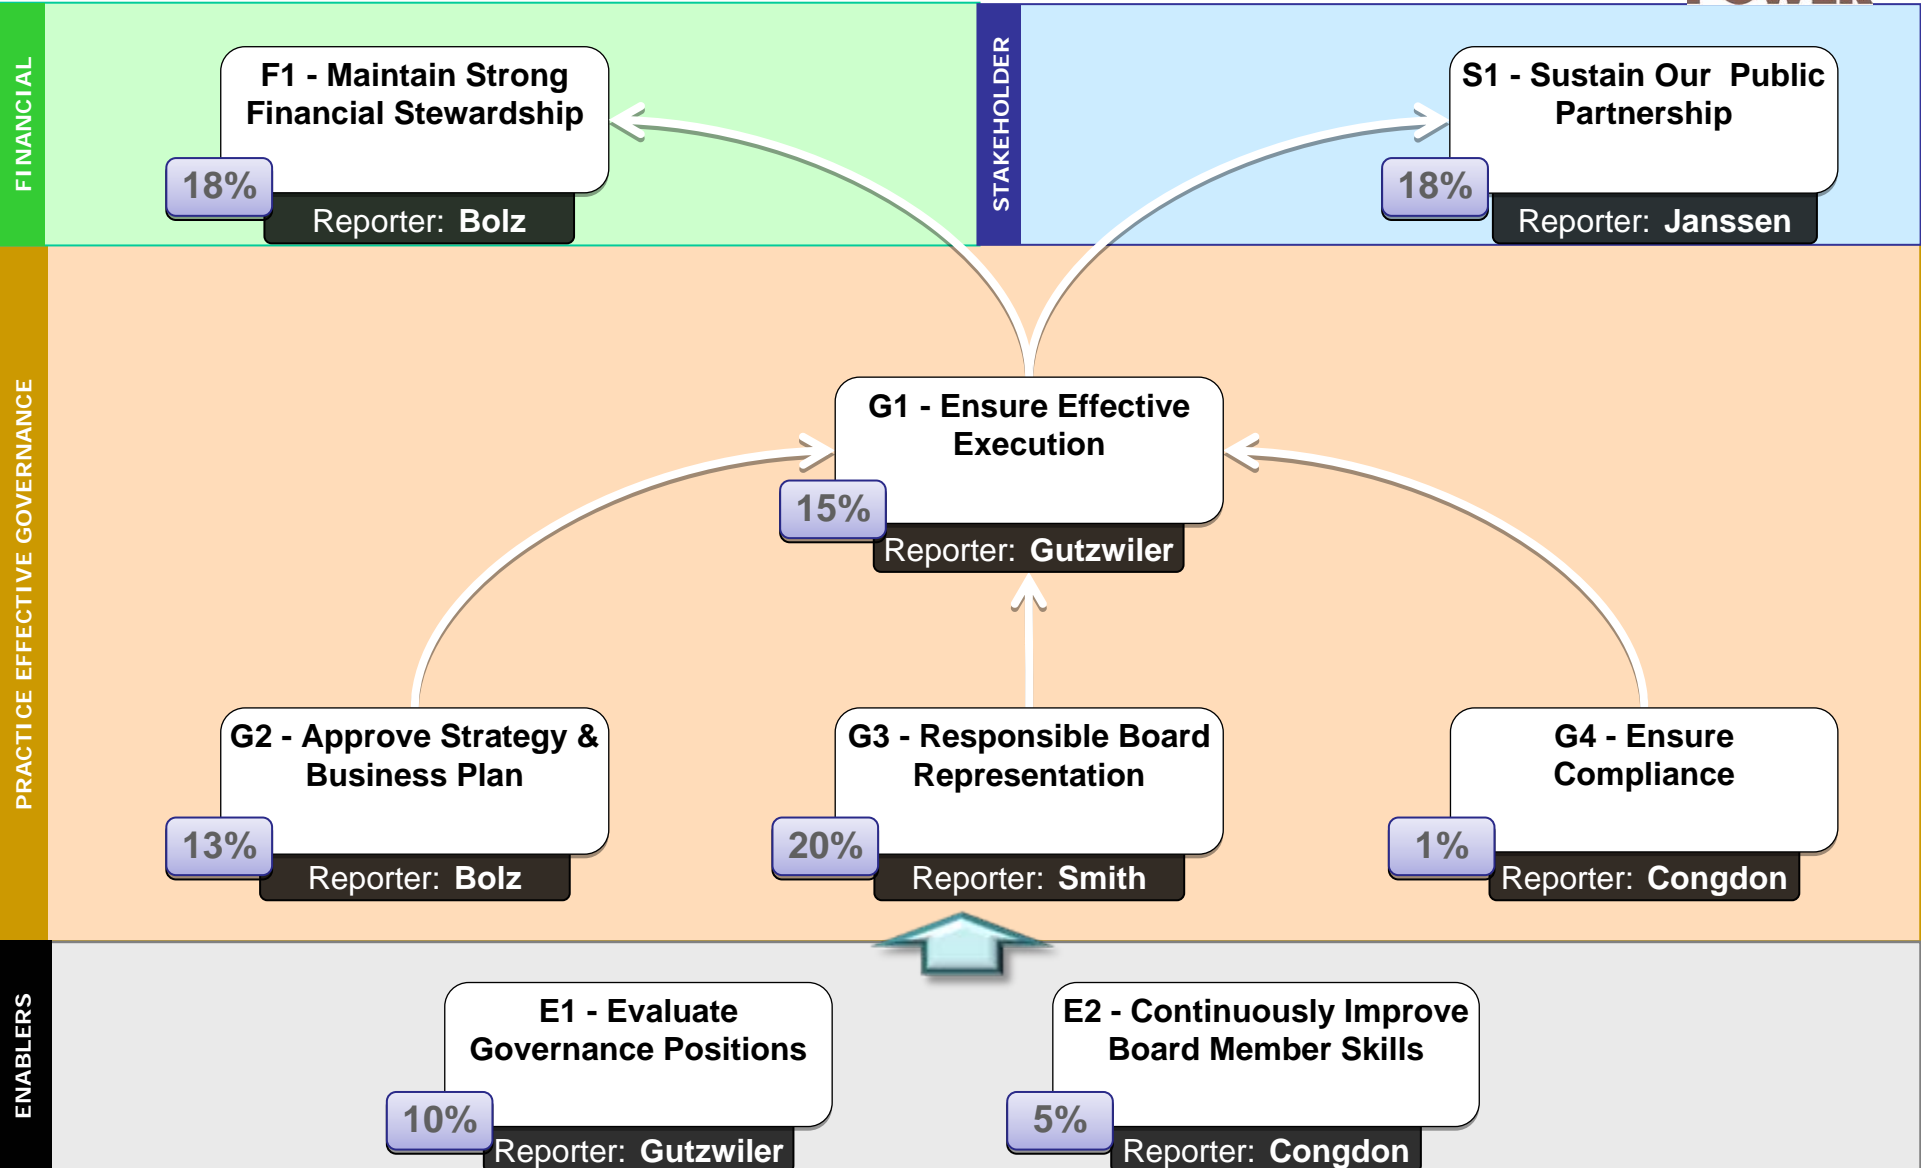 POWER
FINANCIAL
F1 - Maintain Strong
Financial Stewardship
18%
Reporter: Bolz
STAKEHOLDER
S1 - Sustain Our Public
Partnership
18%
Reporter: Janssen
PRACTICE EFFECTIVE GOVERNANCE
G1 - Ensure Effective
Execution
15%
Reporter: Gutzwiler
G2 - Approve Strategy &
Business Plan
13%
Reporter: Bolz
G3 - Responsible Board
Representation
20%
Reporter: Smith
G4 - Ensure
Compliance
1%
Reporter: Congdon
ENABLERS
E1 - Evaluate
Governance Positions
10%
Reporter: Gutzwiler
E2 - Continuously Improve
Board Member Skills
5%
Reporter: Congdon